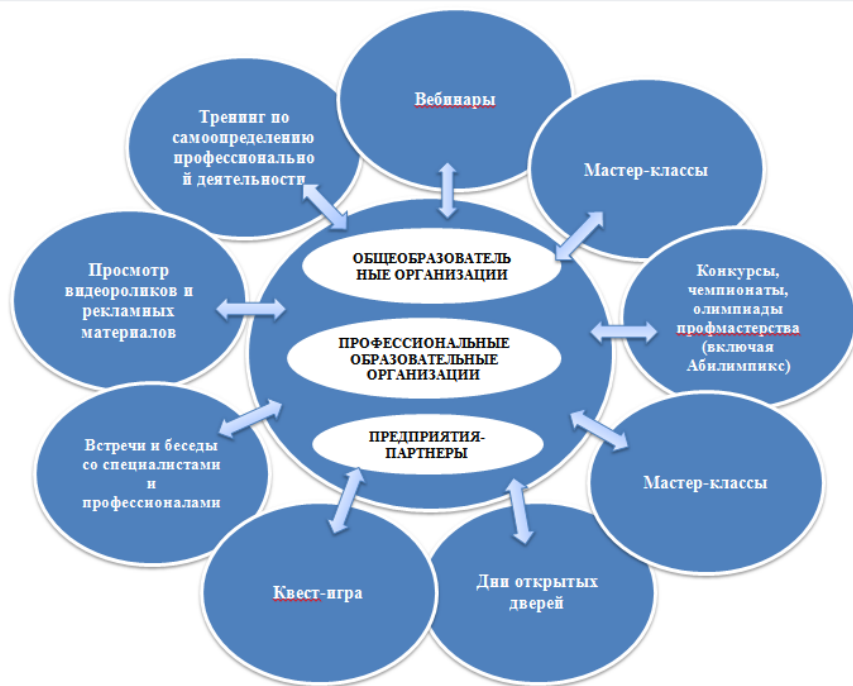 Вебинары
Тренинг по
самоопределению
профессионально
й деятельности
Мастер-классы
Просмотр
видеороликов и
рекламных
материалов
ОБЩЕОБРАЗОВАТЕЛЬ
НЫЕ ОРГАНИЗАЦИИ
Конкурсы,
чемпионаты,
олимпиады
профмастерства
(включая
Абилимпикс)
ПРОФЕССИОНАЛЬНЫЕ
ОБРАЗОВАТЕЛЬНЫЕ
ОРГАНИЗАЦИИ
ПРЕДПРИЯТИЯ-
ПАРТНЕРЫ
Встречи и беседы
со специалистами
и
профессионалами
Мастер-классы
Квест-игра
Дни открытых
дверей